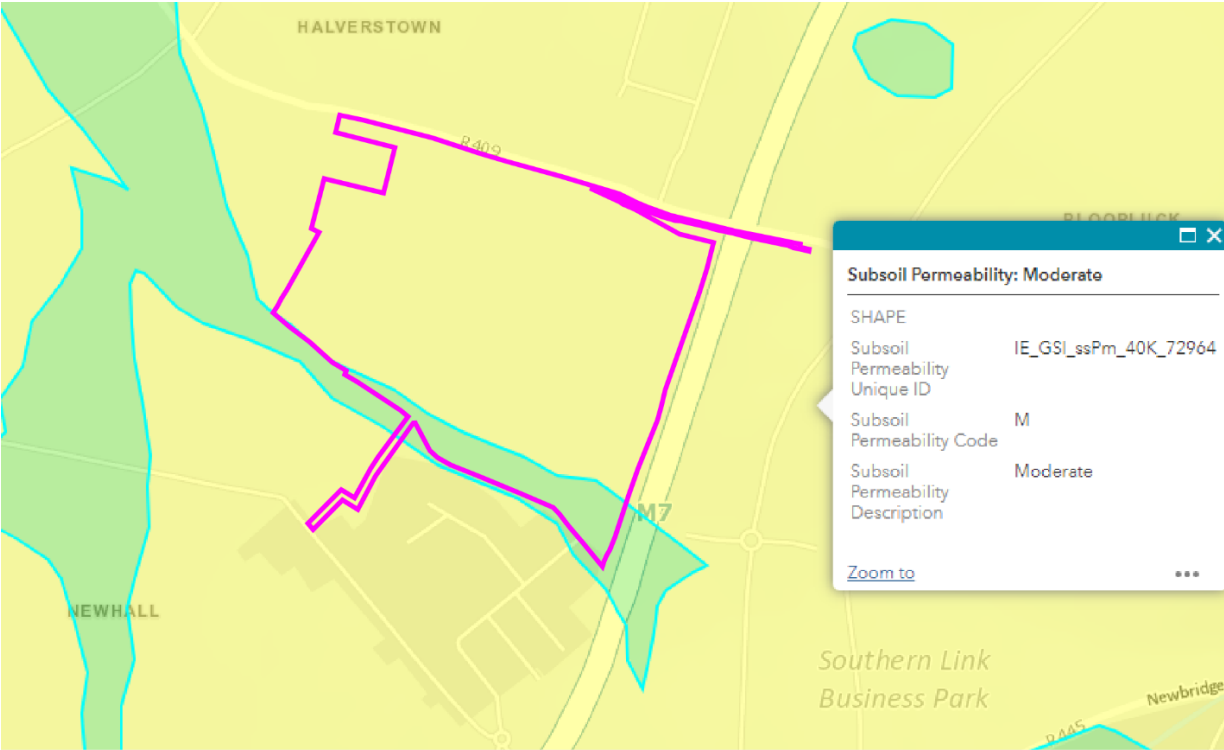 HALVERSTOWN
R409
BLOOPLUCK
Subsoil Permeability: Moderate
SHAPE
Subsoil
Permeability
Unique ID
IE_GSI_ssPm_40K_72964
Subsoil
Permeability Code
M
Subsoil
Permeability
Description
Moderate
Zoom to
M7
NEWHALL
Southern Link
Business Park
Newbridge
R445